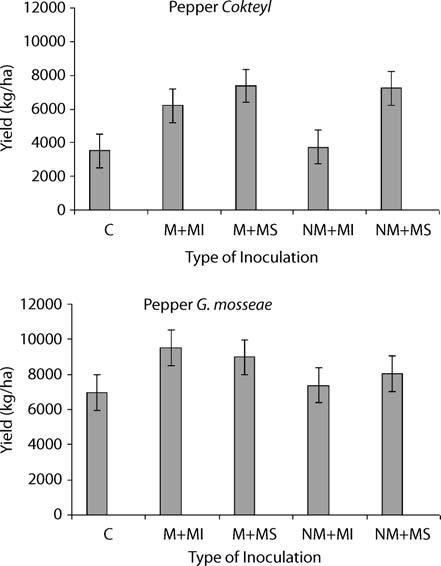 Pepper Cokteyl
12000
10000
8000
6000
4000
2000
0
Yield (kg/ha)
C M+MI M+MS NM+MI NM+MS
Type of Inoculation
Pepper G. mosseae
12000
10000
8000
6000
4000
2000
0
Yield (kg/ha)
C M+MI M+MS NM+MI NM+MS
Type of Inoculation